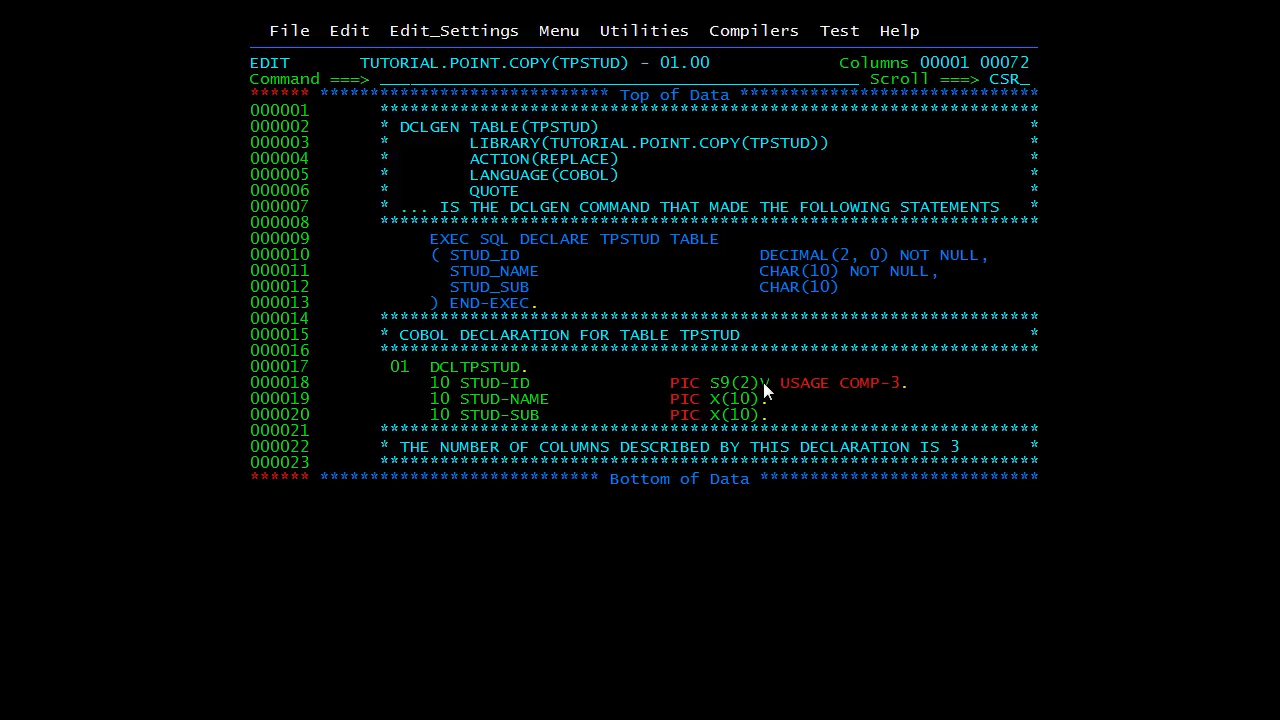 File Edit Edit_Settings Menu Utilities Compilers Test Help
EDIT TUTORIAL.POINT.COPY(TPSTUD) - 01.00 Columns 00001 00072
Command ===> Scroll ===> CSR_
****** ***************************** Top of Data ******************************
000001 ******************************************************************
000002 * DCLGEN TABLE(TPSTUD) *
000003 * LIBRARY(TUTORIAL.POINT.COPY(TPSTUD)) *
000004 * ACTION(REPLACE) *
000005 * LANGUAGE(COBOL) *
000006 * QUOTE *
000007 * ... IS THE DCLGEN COMMAND THAT MADE THE FOLLOWING STATEMENTS *
000008 ******************************************************************
000009 EXEC SQL DECLARE TPSTUD TABLE
000010 ( STUD_ID DECIMAL(2, 0) NOT NULL,
000011 STUD_NAME CHAR(10) NOT NULL,
000012 STUD_SUB CHAR(10)
000013 ) END-EXEC.
000014 ******************************************************************
000015 * COBOL DECLARATION FOR TABLE TPSTUD *
000016 ******************************************************************
000017 01 DCLTPSTUD.
000018 10 STUD-ID PIC S9(2)V USAGE COMP-3.
000019 10 STUD-NAME PIC X(10).
000020 10 STUD-SUB PIC X(10).
000021 ******************************************************************
000022 * THE NUMBER OF COLUMNS DESCRIBED BY THIS DECLARATION IS 3 *
000023 ******************************************************************
****** **************************** Bottom of Data ****************************